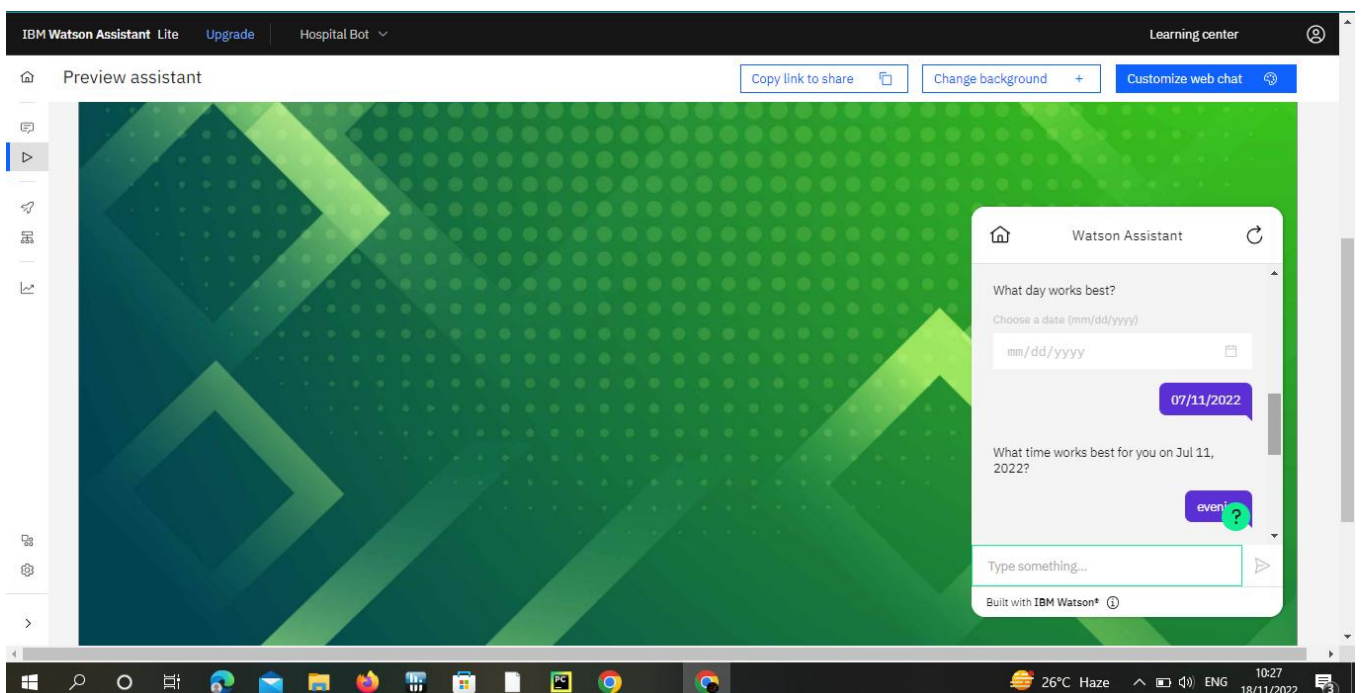 IBM Watson Assistant Lite Upgrade Hospital Bot Learning center
Preview assistant Copy link to share Change background + Customize web chat
Watson Assistant
What day works best?
Choose a date (mm/dd/yyyy)
mm/dd/yyyy
07/11/2022
What time works best for you on Jul 11,
2022?
?
Type something...
Built with IBM Watson®
PC
26°C Haze ENG 10:27
18/11/2022 3